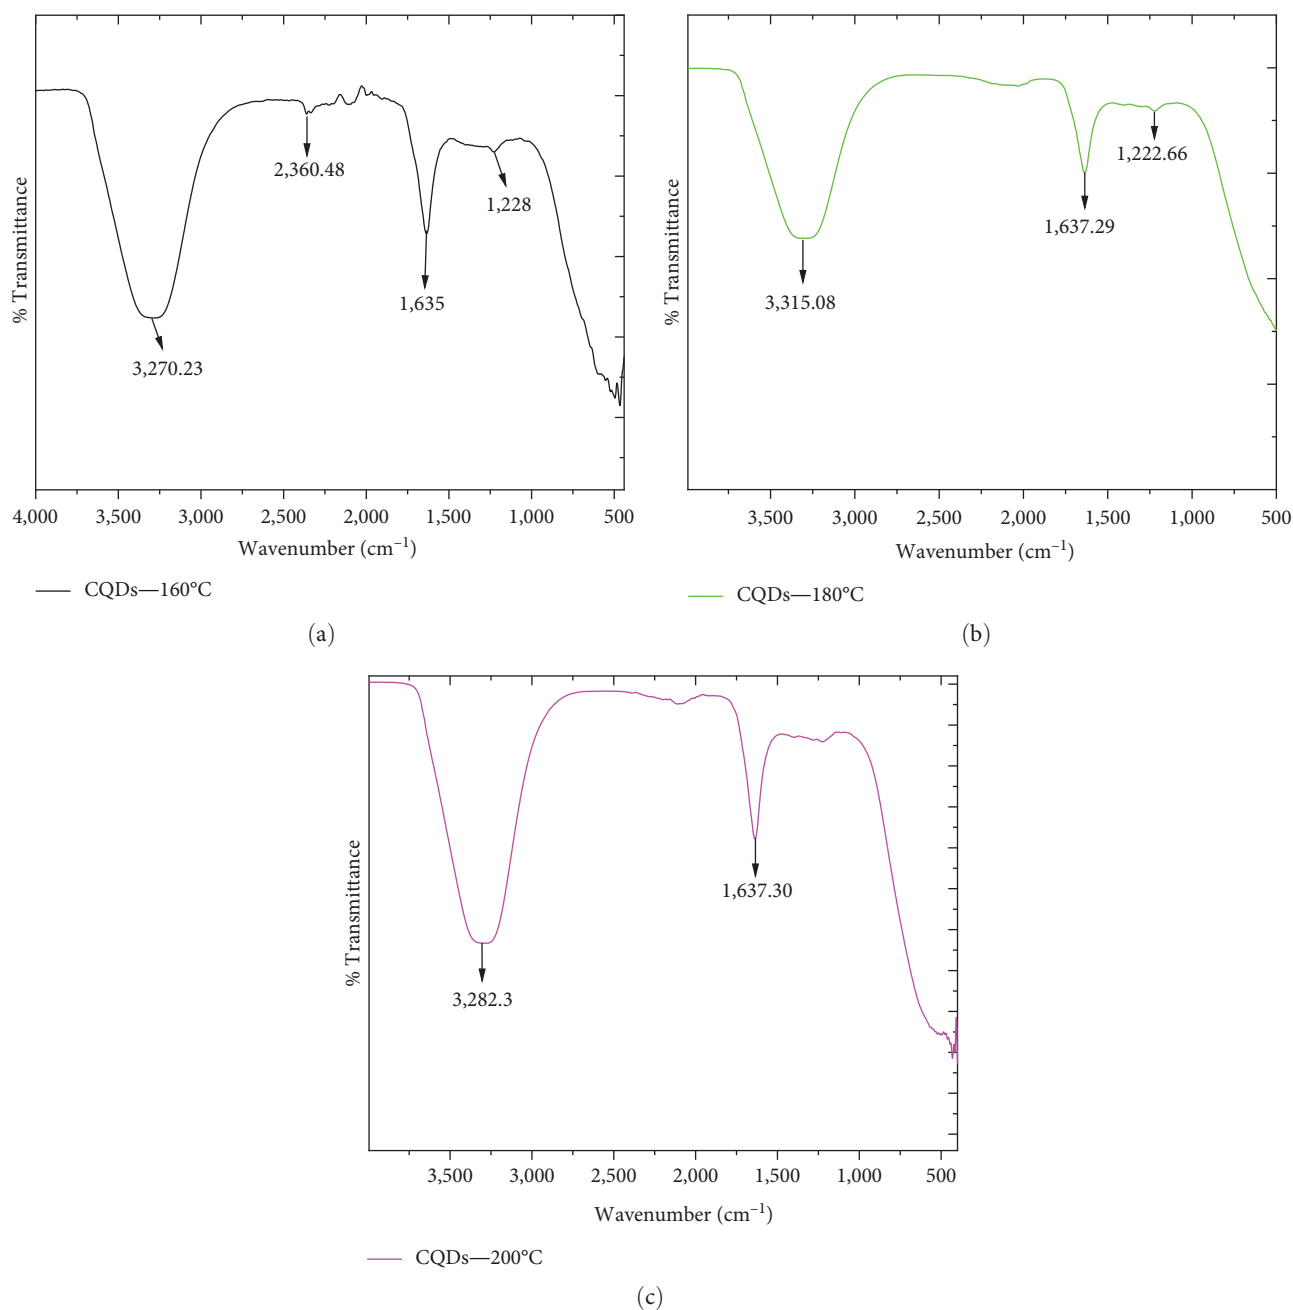 % Transmittance
2,360.48
1,228
1,635
3,270.23
4,000 3,500 3,000 2,500 2,000 1,500 1,000 500
Wavenumber (cm⁻¹)
CQDs—160°C
(a)
% Transmittance
1,222.66
1,637.29
3,315.08
3,500 3,000 2,500 2,000 1,500 1,000 500
Wavenumber (cm⁻¹)
CQDs—180°C
(b)
% Transmittance
1,637.30
3,282.3
3,500 3,000 2,500 2,000 1,500 1,000 500
Wavenumber (cm⁻¹)
CQDs—200°C
(c)